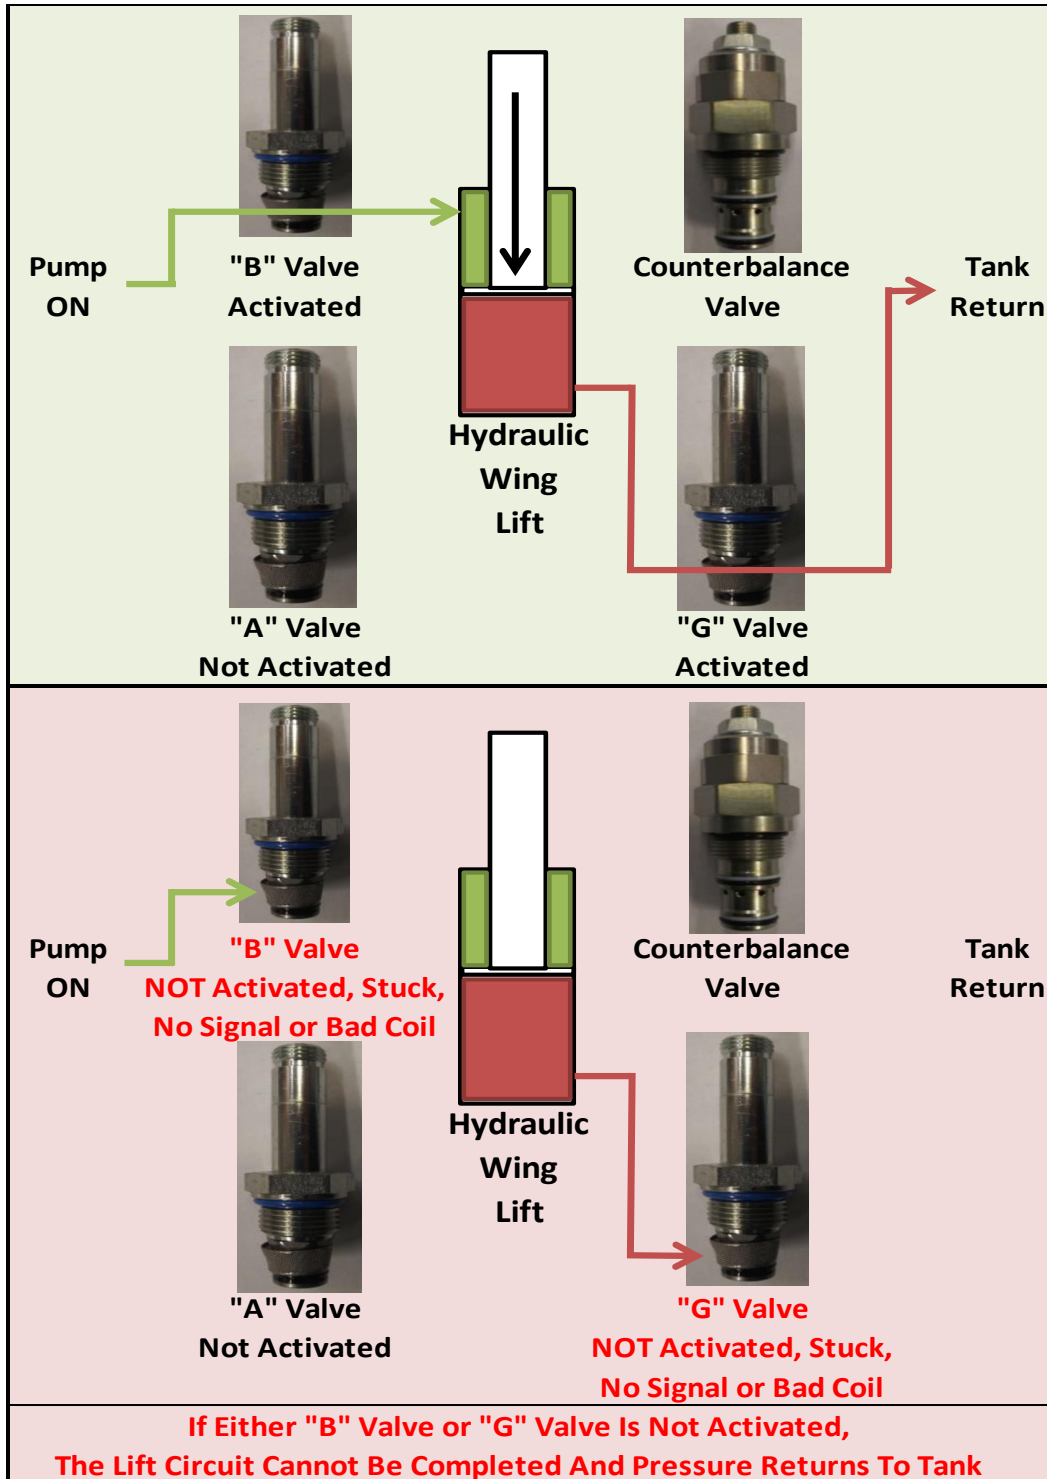 Pump
ON
"B" Valve
Activated
Counterbalance
Valve
Tank
Return
Hydraulic
Wing
Lift
"A" Valve
Not Activated
"G" Valve
Activated
Pump
ON
"B" Valve
NOT Activated, Stuck,
No Signal or Bad Coil
Counterbalance
Valve
Tank
Return
Hydraulic
Wing
Lift
"A" Valve
Not Activated
"G" Valve
NOT Activated, Stuck,
No Signal or Bad Coil
If Either "B" Valve or "G" Valve Is Not Activated,
The Lift Circuit Cannot Be Completed And Pressure Returns To Tank